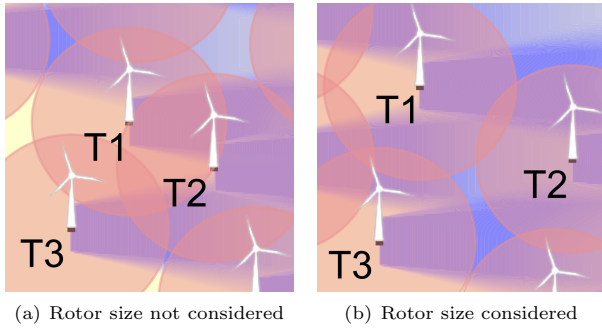 T1
T2
T3
T1
T2
T3
(a) Rotor size not considered
(b) Rotor size considered